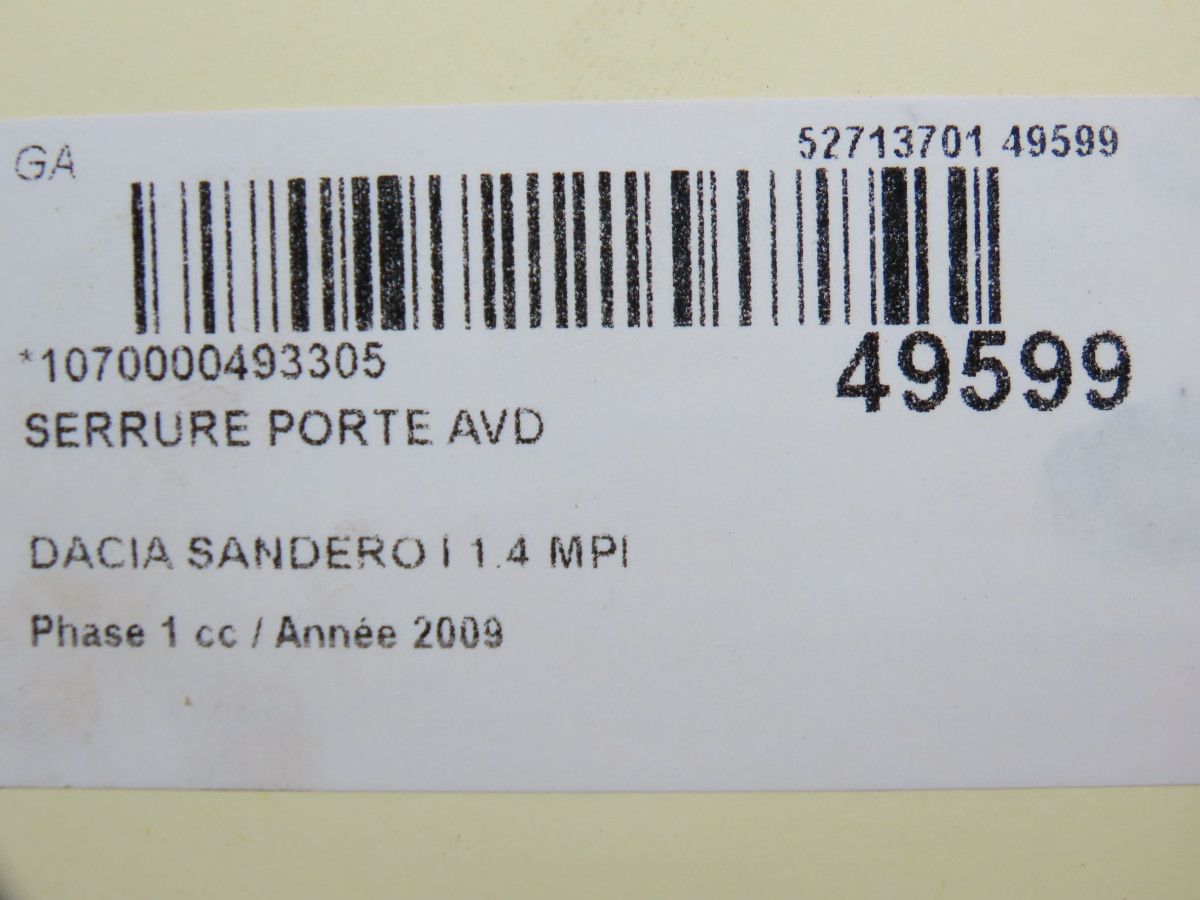 GA
52713701 49599
*1070000493305
49599
SERRURE PORTE AVD
DACIA SANDERO I 1.4 MPI
Phase 1 cc / Année 2009